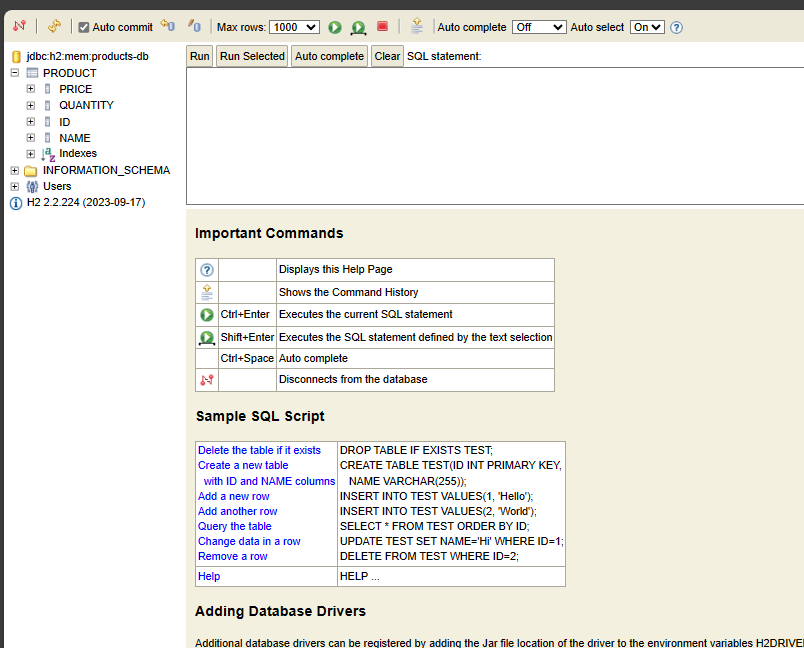 Auto commit Max rows: 1000 Auto complete Off Auto select On ?
jdbc:h2:mem:products-db
PRODUCT
PRICE
QUANTITY
ID
NAME
Indexes
INFORMATION_SCHEMA
Users
H2 2.2.224 (2023-09-17)
Run Run Selected Auto complete Clear SQL statement:
Important Commands
? Displays this Help Page
Shows the Command History
Ctrl+Enter Executes the current SQL statement
Shift+Enter Executes the SQL statement defined by the text selection
Ctrl+Space Auto complete
Disconnects from the database
Sample SQL Script
Delete the table if it exists DROP TABLE IF EXISTS TEST;
Create a new table CREATE TABLE TEST(ID INT PRIMARY KEY,
with ID and NAME columns NAME VARCHAR(255));
Add a new row INSERT INTO TEST VALUES(1, 'Hello');
Add another row INSERT INTO TEST VALUES(2, 'World');
Query the table SELECT * FROM TEST ORDER BY ID;
Change data in a row UPDATE TEST SET NAME='Hi' WHERE ID=1;
Remove a row DELETE FROM TEST WHERE ID=2;
Help HELP ...
Adding Database Drivers
Additional database drivers can be registered by adding the Jar file location of the driver to the environment variables H2DRIVE